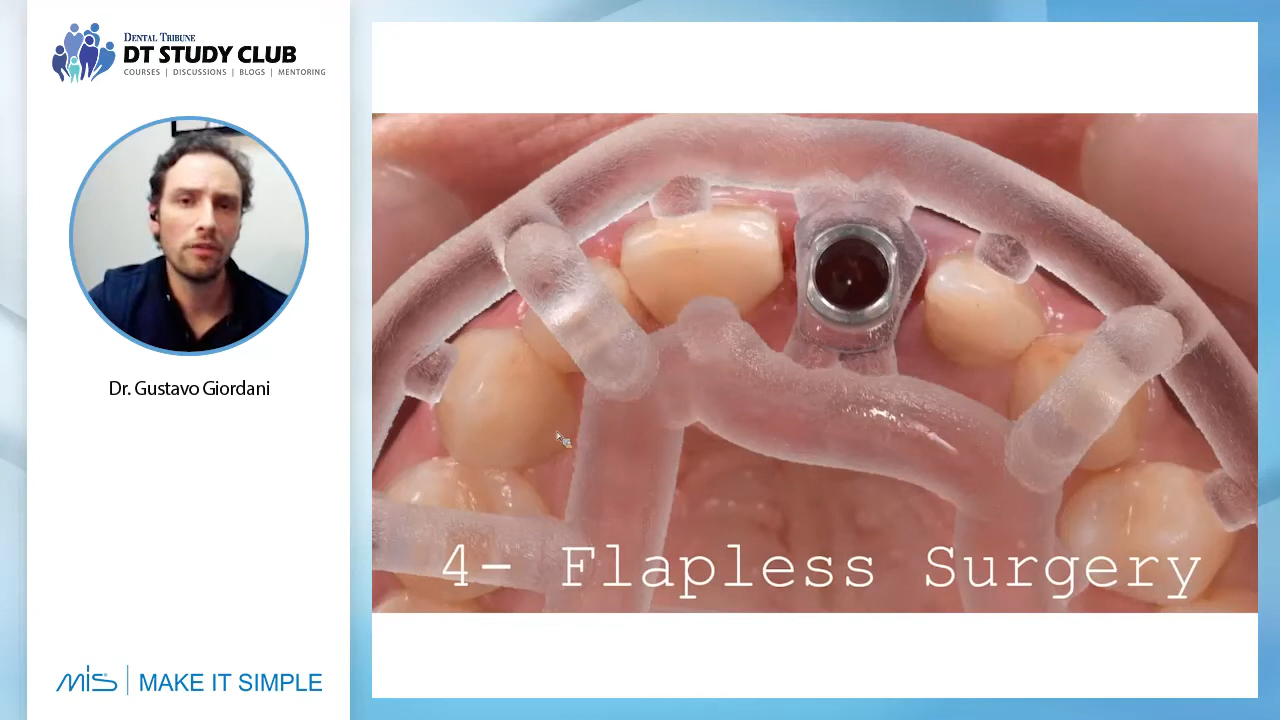 DENTAL TRIBUNE
DT STUDY CLUB
COURSES | DISCUSSIONS | BLOGS | MENTORING
Dr. Gustavo Giordani
4- Flapless Surgery
mis | MAKE IT SIMPLE